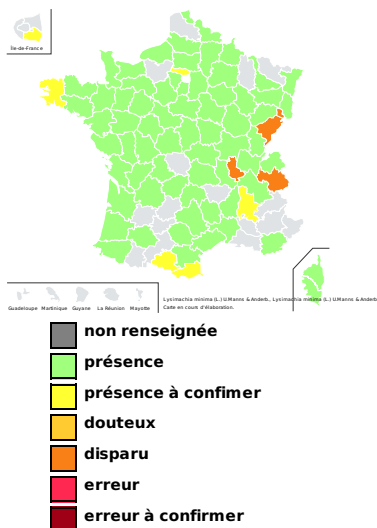 Île-de-France
Guadeloupe Martinique Guyane La Réunion Mayotte
Lysimachia minima (L.) U.Manns & Anderb., Lysimachia minima (L.) U.Manns & Anderb
Carte en cours d'élaboration.
non renseignée
présence
présence à confimer
douteux
disparu
erreur
erreur à confirmer